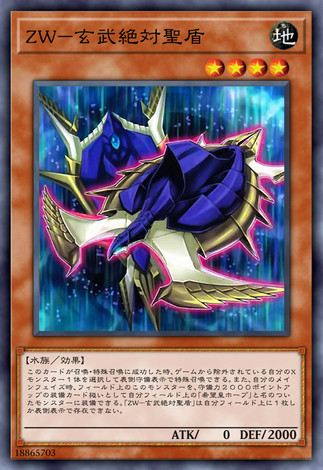 ZW－玄武絶対聖盾
地
【水族／効果】
このカードが召喚・特殊召喚に成功した時、ゲームから除外されている自分のX
モンスター１体を選択して表側守備表示で特殊召喚できる。また、自分のメイ
ンフェイズ時、フィールド上のこのモンスターを、守備力２０００ポイントア
ップの装備カード扱いとして自分フィールド上の「希望皇ホープ」と名のつい
たモンスターに装備できる。「ZW－玄武絶対聖盾」は自分フィールド上に１枚し
か表側表示で存在できない。
ATK/ 0 DEF/2000
18865703